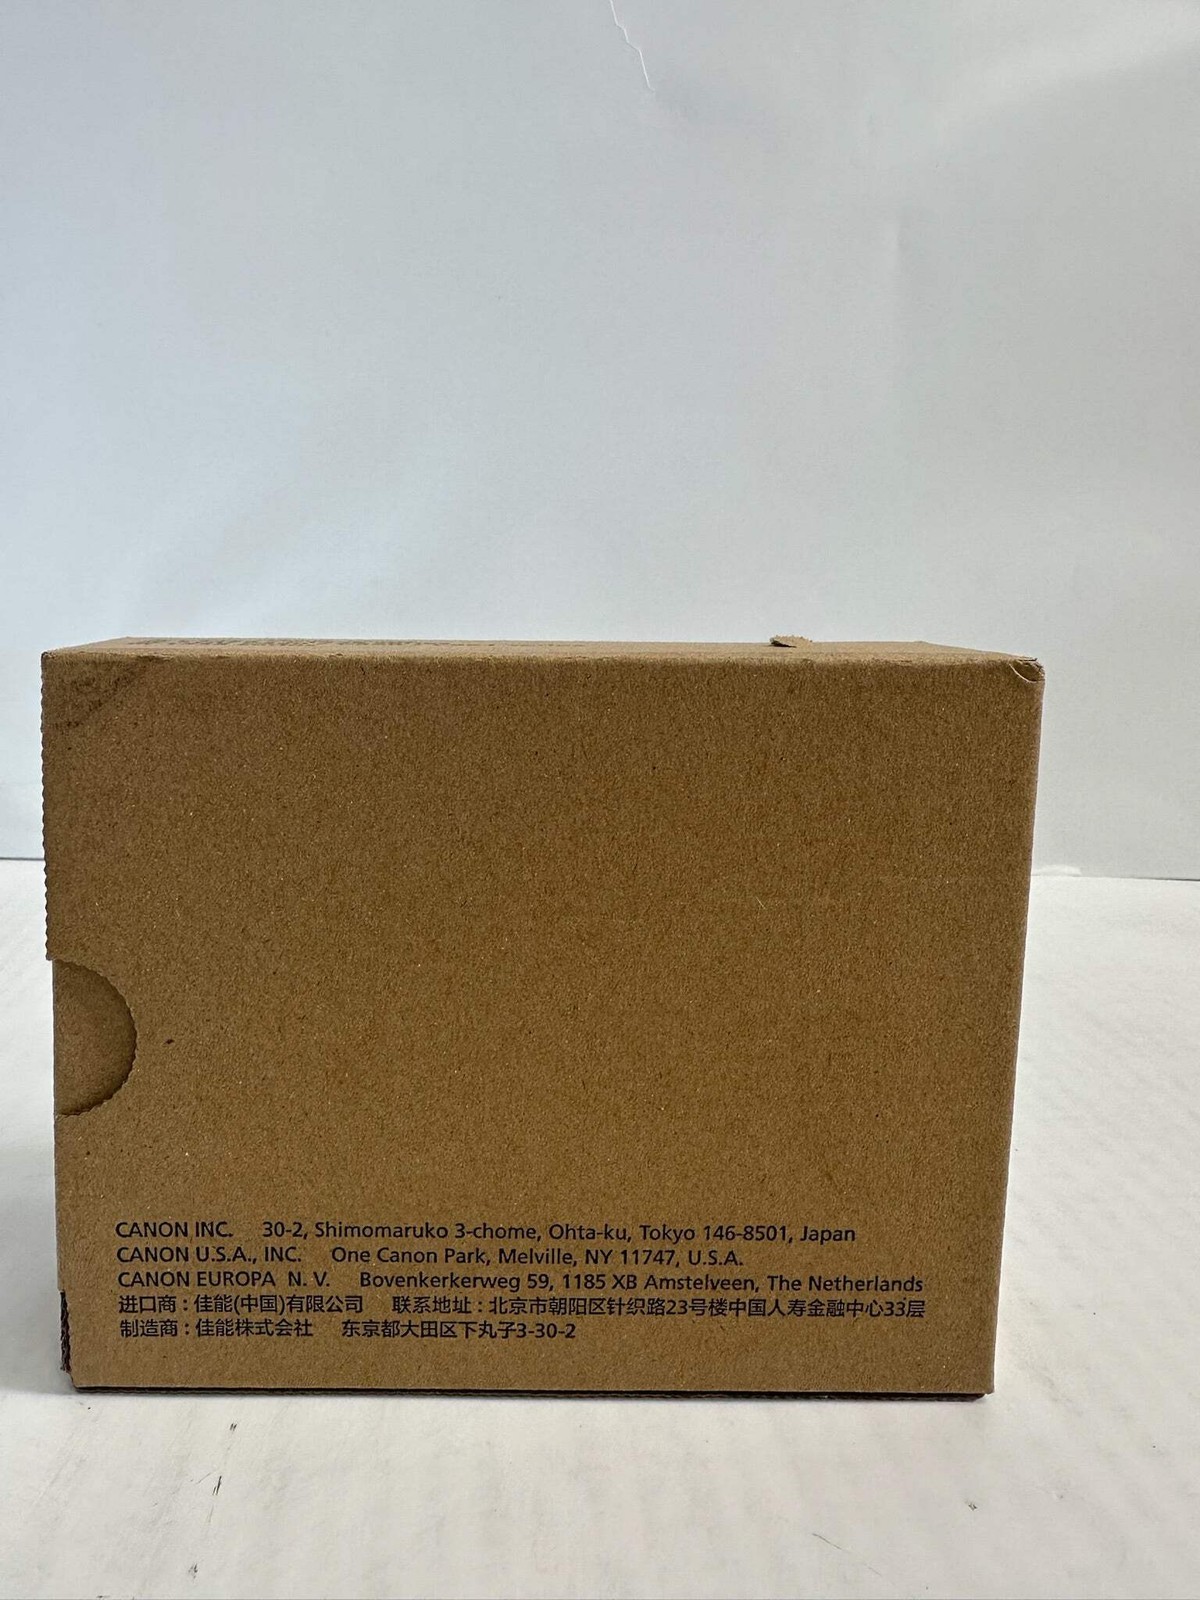 CANON INC. 30-2, Shimomaruko 3-chome, Ohta-ku, Tokyo 146-8501, Japan
CANON U.S.A., INC. One Canon Park, Melville, NY 11747, U.S.A.
CANON EUROPA N. V. Bovenkerkerweg 59, 1185 XB Amstelveen, The Netherlands
进口商：佳能(中国)有限公司 联系地址：北京市朝阳区针织路23号楼中国人寿金融中心33层
制造商：佳能株式会社 东京都大田区下丸子3-30-2